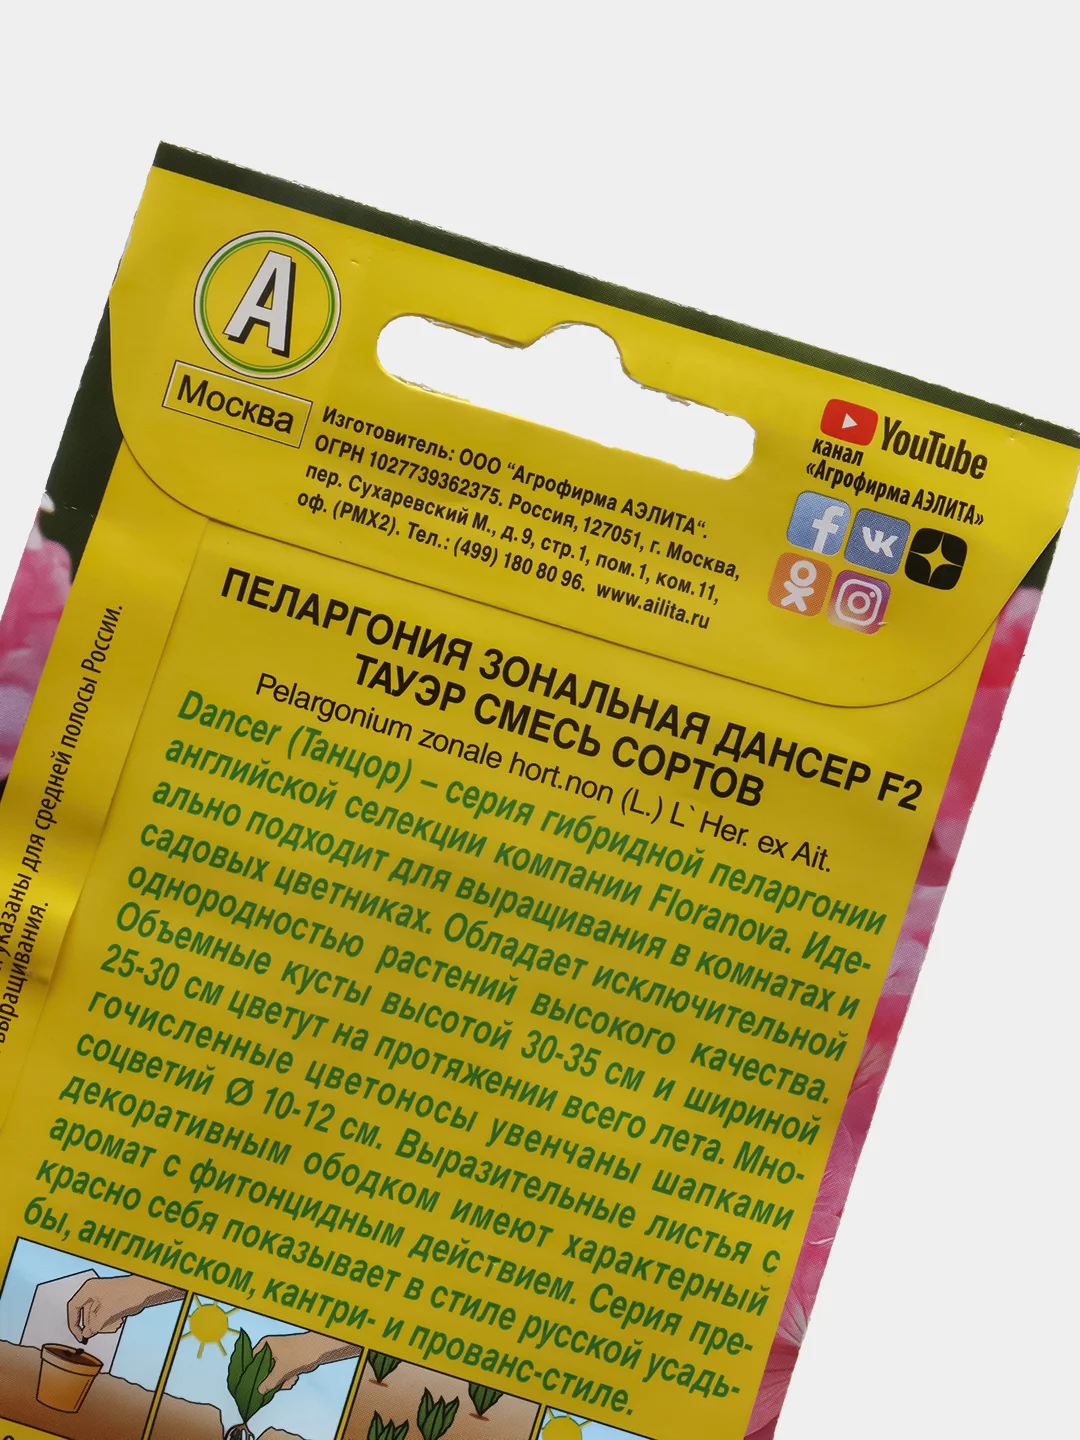 А
Москва
Изготовитель: ООО “Агрофирма АЭЛИТА“.
ОГРН 1027739362375. Россия, 127051, г. Москва,
пер. Сухаревский М., д. 9, стр. 1, пом. 1, ком. 11,
оф. (РМХ2). Тел.: (499) 180 80 96. www.ailita.ru
YouTube
канал
«Агрофирма АЭЛИТА»
ПЕЛАРГОНИЯ ЗОНАЛЬНАЯ ДАНСЕР F2
ТАУЭР СМЕСЬ СОРТОВ
Pelargonium zonale hort.non (L.) L` Her. ex Ait.
Dancer (Танцор) – серия гибридной пеларгонии
английской селекции компании Floranova. Иде-
ально подходит для выращивания в комнатах и
садовых цветниках. Обладает исключительной
однородностью растений высокого качества.
Объемные кусты высотой 30-35 см и шириной
25-30 см цветут на протяжении всего лета. Мно-
гочисленные цветоносы увенчаны шапками
соцветий Ø 10-12 см. Выразительные листья с
декоративным ободком имеют характерный
аромат с фитонцидным действием. Серия пре-
красно себя показывает в стиле русской усадь-
бы, английском, кантри- и прованс-стиле.
указаны для средней полосы России.
выращивания.